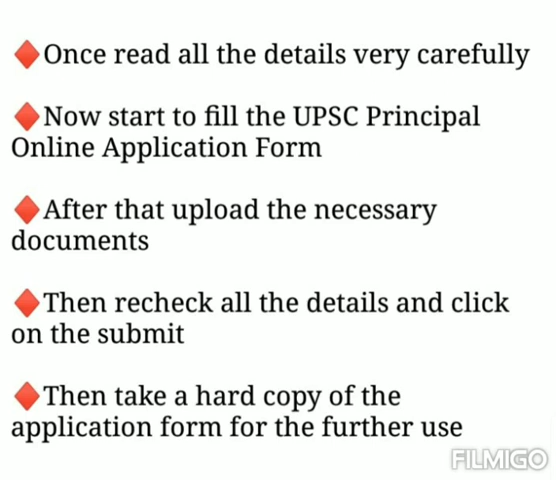 ♦Once read all the details very carefully
♦Now start to fill the UPSC Principal
Online Application Form
♦After that upload the necessary
documents
♦Then recheck all the details and click
on the submit
♦Then take a hard copy of the
application form for the further use
FILMIGO